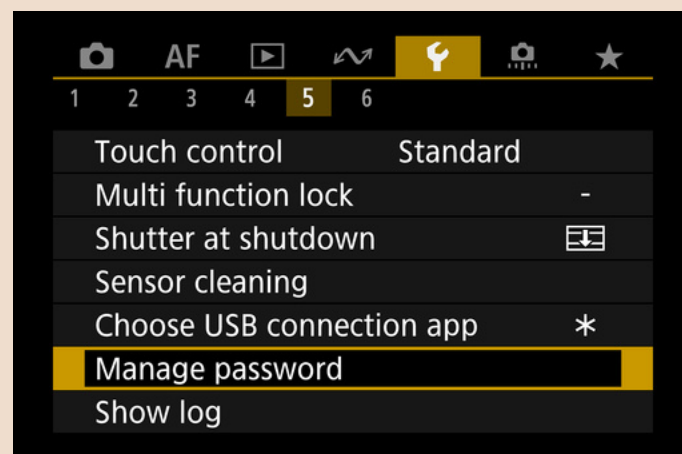 AF
1 2 3 4 5 6
Touch control Standard
Multi function lock -
Shutter at shutdown
Sensor cleaning
Choose USB connection app *
Manage password
Show log